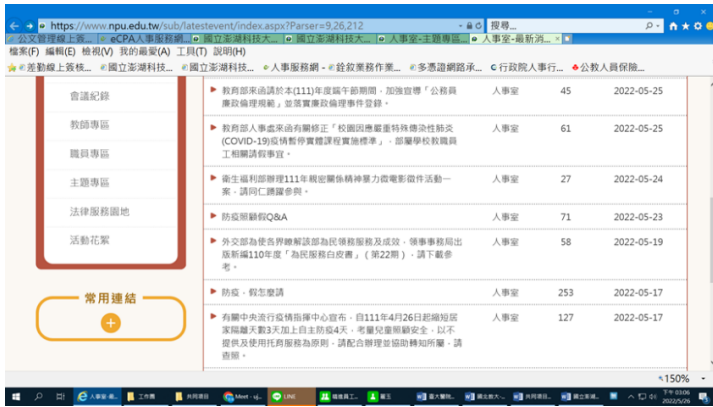 https://www.npu.edu.tw/sub/latestevent/index.aspx?Parser=9,26,212
搜尋...
公文管理線上簽核...
eCPA人事服務網...
國立澎湖科技大...
國立澎湖科技大...
人事室-主題專區...
人事室-最新消...
檔案(F) 編輯(E) 檢視(V) 我的最愛(A) 工具(T) 說明(H)
差勤線上簽核...
國立澎湖科技...
國立澎湖科技...
人事服務網 -
銓敘業務作業...
多憑證網路承...
行政院人事行...
公教人員保險...
會議紀錄
教師專區
職員專區
主題專區
法律服務園地
活動花絮
常用連結
教育部來函請於本(111)年度端午節期間,加強宣導「公務員
廉政倫理規範」並落實廉政倫理事件登錄。
人事室 45 2022-05-25
教育部人事處來函有關修正「校園因應嚴重特殊傳染性肺炎
(COVID-19)疫情暫停實體課程實施標準」,部屬學校教職員
工相關請假事宜。
人事室 61 2022-05-25
衛生福利部辦理111年親密關係精神暴力微電影徵件活動一
案,請同仁踴躍參與。
人事室 27 2022-05-24
防疫照顧假Q&A
人事室 71 2022-05-23
外交部為使各界瞭解該部為民領務服務及成效,領事事務局出
版新編110年度「為民服務白皮書」(第22期),請下載參
考。
人事室 58 2022-05-19
防疫,假怎麼請
人事室 253 2022-05-17
有關中央流行疫情指揮中心宣布,自111年4月26日起縮短居
家隔離天數3天加上自主防疫4天,考量兒童照顧安全,以不
提供及使用托育服務為原則,請配合辦理並協助轉知所屬,請
查照。
人事室 127 2022-05-17
150%
人事室-最...
工作圈
共同項目
Meet - uj...
LINE
職進員工...
共同項目...
下午 03:06
2022/5/26